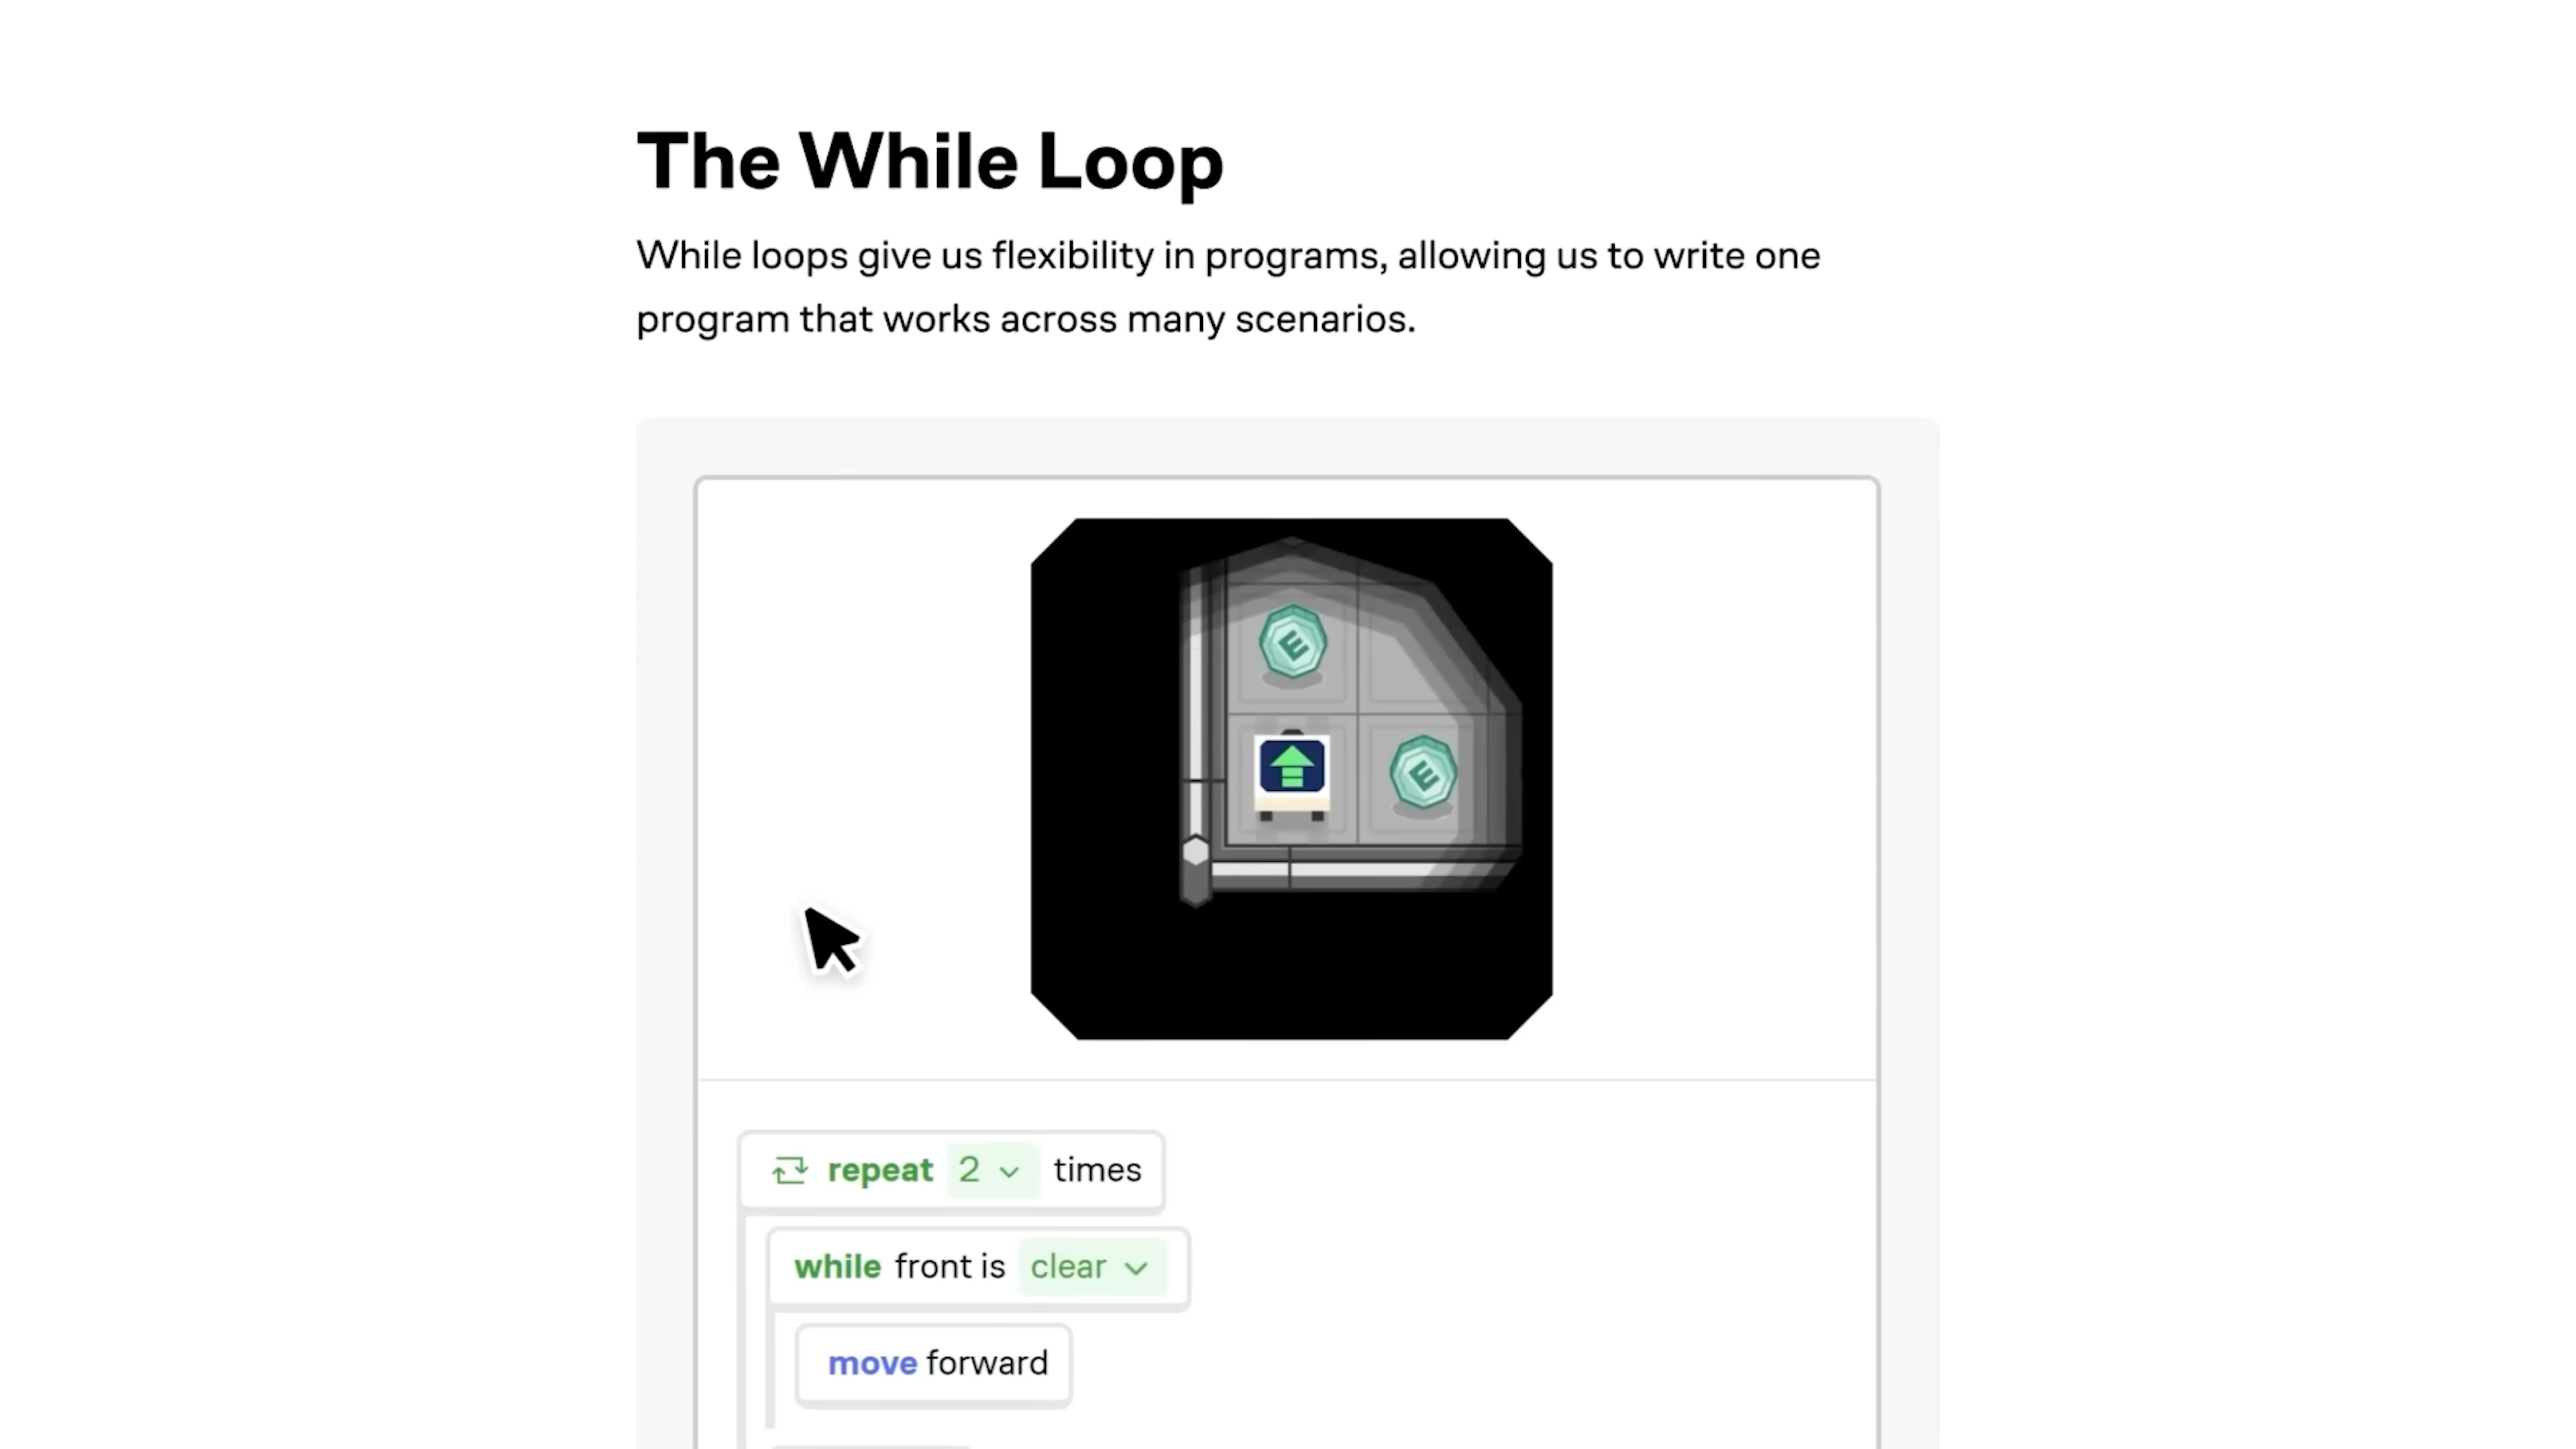 The While Loop
While loops give us flexibility in programs, allowing us to write one
program that works across many scenarios.
E
E
repeat 2 times
while front is clear
move forward